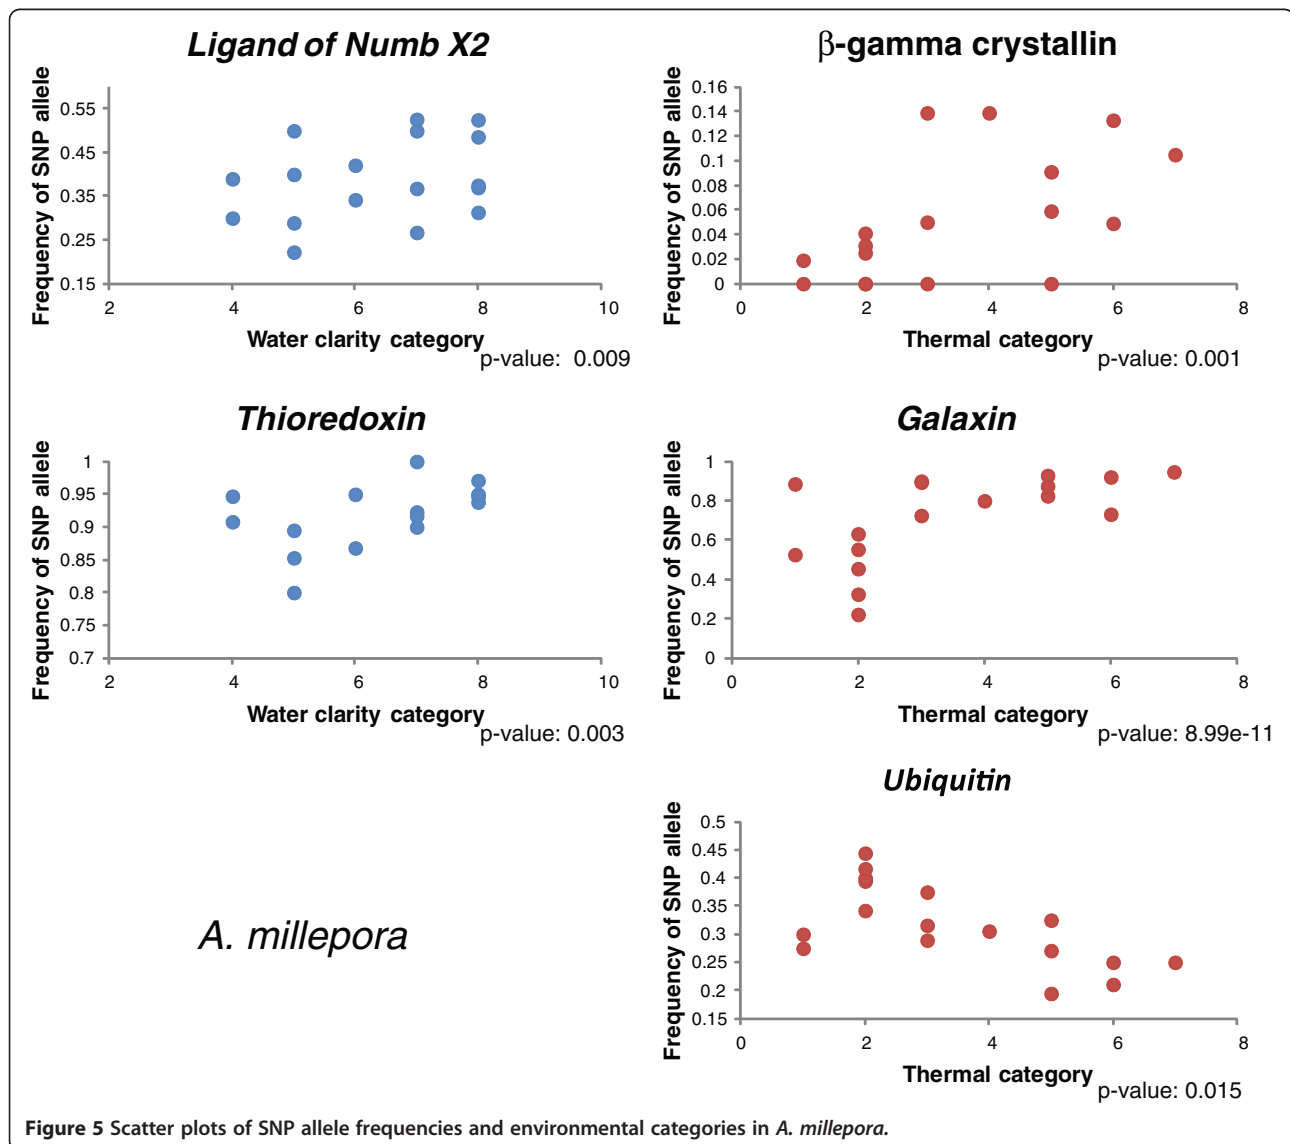 Ligand of Numb X2
Frequency of SNP allele
0.55
0.45
0.35
0.25
0.15
2
4
6
8
10
Water clarity category
p-value: 0.009
β-gamma crystallin
Frequency of SNP allele
0.16
0.14
0.12
0.1
0.08
0.06
0.04
0.02
0
0
2
4
6
8
Thermal category
p-value: 0.001
Thioredoxin
Frequency of SNP allele
1
0.95
0.9
0.85
0.8
0.75
0.7
2
4
6
8
10
Water clarity category
p-value: 0.003
Galaxin
Frequency of SNP allele
1
0.8
0.6
0.4
0.2
0
0
2
4
6
8
Thermal category
p-value: 8.99e-11
A. millepora
Ubiquitin
Frequency of SNP allele
0.5
0.45
0.4
0.35
0.3
0.25
0.2
0.15
0
2
4
6
8
Thermal category
p-value: 0.015
Figure 5 Scatter plots of SNP allele frequencies and environmental categories in A. millepora.